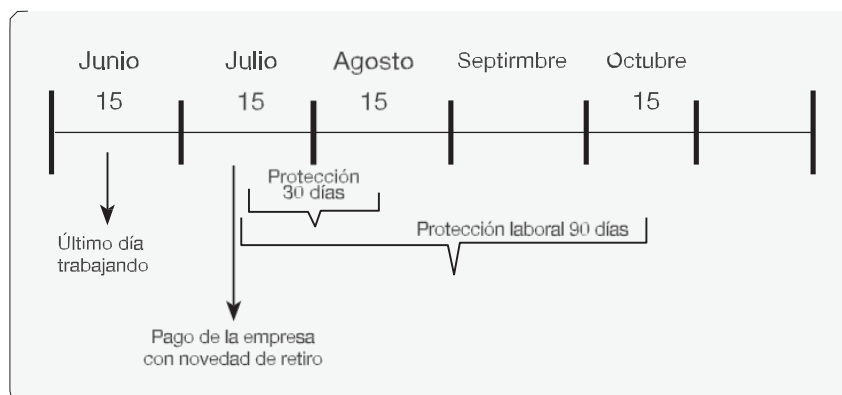 Junio Julio Agosto Septirmbre Octubre
15 15 15 15
Protección
30 días
Protección laboral 90 días
Último día
trabajando
Pago de la empresa
con novedad de retiro